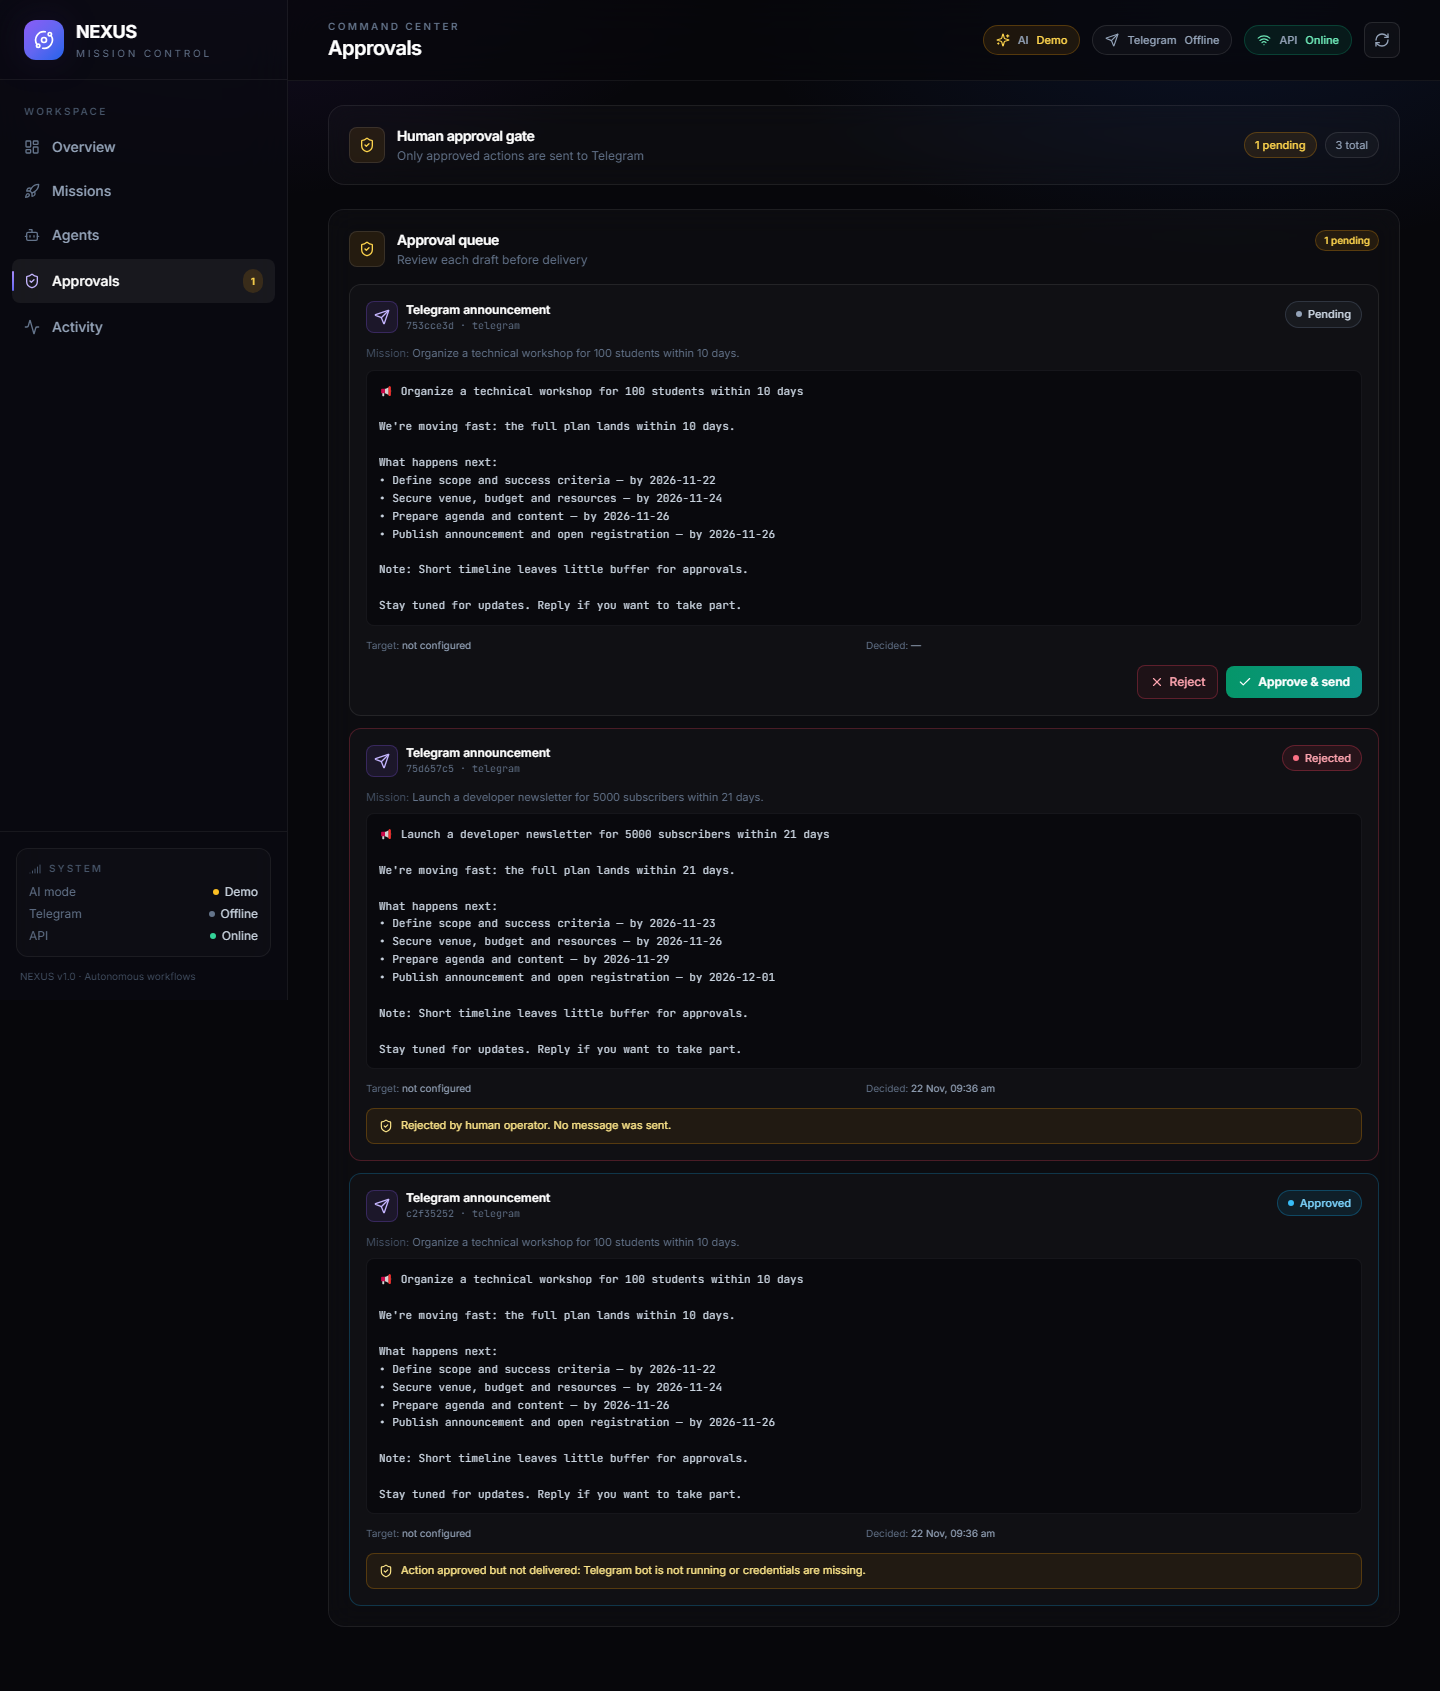 NEXUS
MISSION CONTROL
WORKSPACE
Overview
Missions
Agents
Approvals 1
Activity
SYSTEM
AI mode Demo
Telegram Offline
API Online
NEXUS v1.0 · Autonomous workflows
COMMAND CENTER
Approvals
AI Demo
Telegram Offline
API Online
Human approval gate
Only approved actions are sent to Telegram
1 pending
3 total
Approval queue
Review each draft before delivery
1 pending
Telegram announcement
753cce3d · telegram
Pending
Mission: Organize a technical workshop for 100 students within 10 days.
📢 Organize a technical workshop for 100 students within 10 days
We're moving fast: the full plan lands within 10 days.
What happens next:
• Define scope and success criteria — by 2026-11-22
• Secure venue, budget and resources — by 2026-11-24
• Prepare agenda and content — by 2026-11-26
• Publish announcement and open registration — by 2026-11-26
Note: Short timeline leaves little buffer for approvals.
Stay tuned for updates. Reply if you want to take part.
Target: not configured
Decided: —
Reject
Approve & send
Telegram announcement
75d657c5 · telegram
Rejected
Mission: Launch a developer newsletter for 5000 subscribers within 21 days.
📢 Launch a developer newsletter for 5000 subscribers within 21 days
We're moving fast: the full plan lands within 21 days.
What happens next:
• Define scope and success criteria — by 2026-11-23
• Secure venue, budget and resources — by 2026-11-26
• Prepare agenda and content — by 2026-11-29
• Publish announcement and open registration — by 2026-12-01
Note: Short timeline leaves little buffer for approvals.
Stay tuned for updates. Reply if you want to take part.
Target: not configured
Decided: 22 Nov, 09:36 am
Rejected by human operator. No message was sent.
Telegram announcement
c2f35252 · telegram
Approved
Mission: Organize a technical workshop for 100 students within 10 days.
📢 Organize a technical workshop for 100 students within 10 days
We're moving fast: the full plan lands within 10 days.
What happens next:
• Define scope and success criteria — by 2026-11-22
• Secure venue, budget and resources — by 2026-11-24
• Prepare agenda and content — by 2026-11-26
• Publish announcement and open registration — by 2026-11-26
Note: Short timeline leaves little buffer for approvals.
Stay tuned for updates. Reply if you want to take part.
Target: not configured
Decided: 22 Nov, 09:36 am
Action approved but not delivered: Telegram bot is not running or credentials are missing.